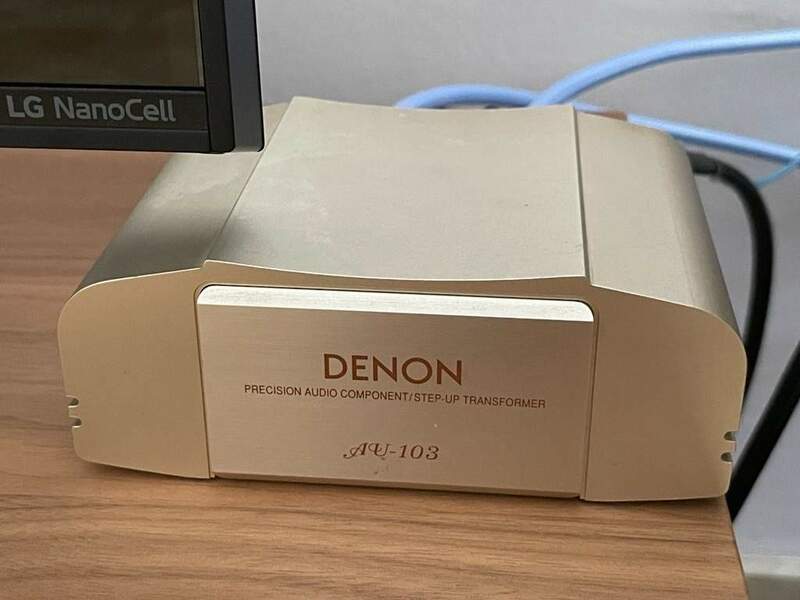 LG NanoCell
DENON
PRECISION AUDIO COMPONENT/STEP-UP TRANSFORMER
AU-103